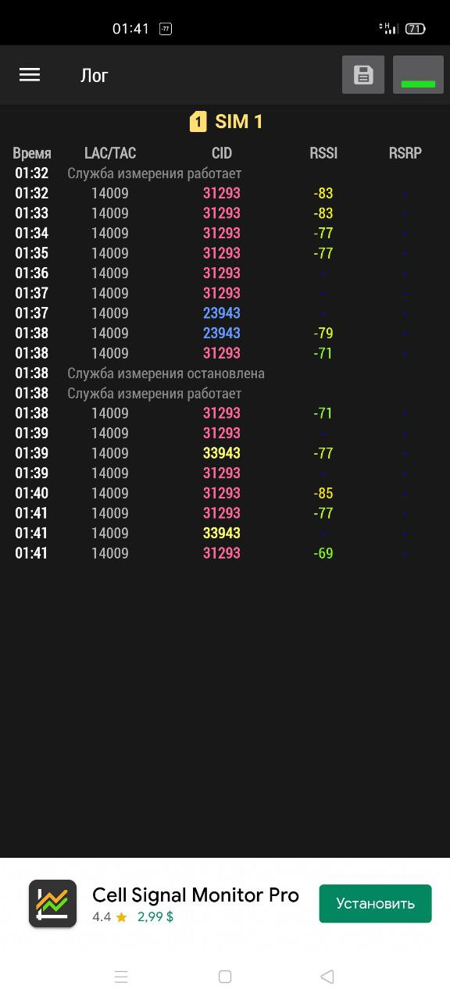 01:41 -77 H 71
Лог
1 SIM 1
Время LAC/TAC CID RSSI RSRP
01:32 Служба измерения работает
01:32 14009 31293 -83 -
01:33 14009 31293 -83 -
01:34 14009 31293 -77 -
01:35 14009 31293 -77 -
01:36 14009 31293 - -
01:37 14009 31293 - -
01:37 14009 23943 - -
01:38 14009 23943 -79 -
01:38 14009 31293 -71 -
01:38 Служба измерения остановлена
01:38 Служба измерения работает
01:38 14009 31293 -71 -
01:39 14009 31293 - -
01:39 14009 33943 -77 -
01:39 14009 31293 - -
01:40 14009 31293 -85 -
01:41 14009 31293 -77 -
01:41 14009 33943 - -
01:41 14009 31293 -69 -
Cell Signal Monitor Pro
4.4 ★ 2,99 $
Установить